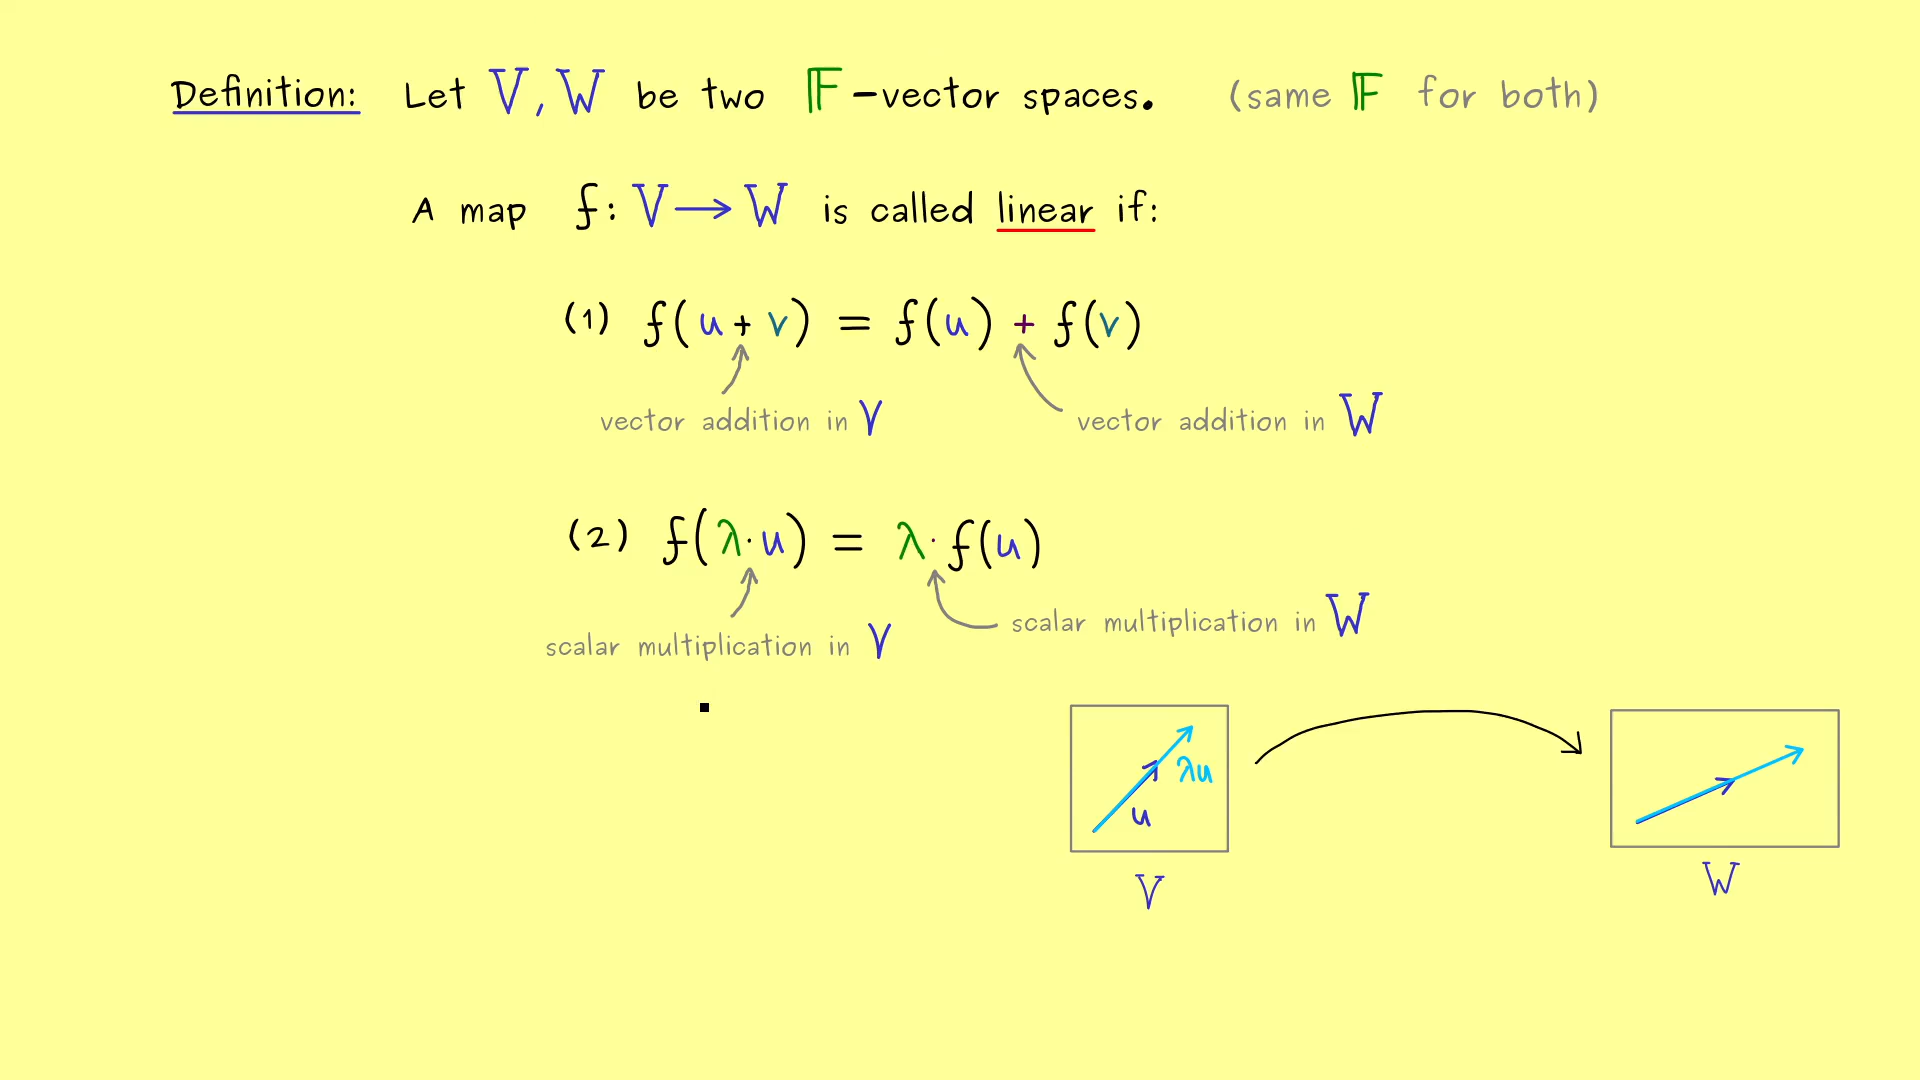 Definition: Let V, W be two 𝔽-vector spaces. (same 𝔽 for both)
A map f: V → W is called linear if:
(1) f(u + v) = f(u) + f(v)
vector addition in V vector addition in W
(2) f(λ·u) = λ·f(u)
scalar multiplication in V scalar multiplication in W
λu
u
V W